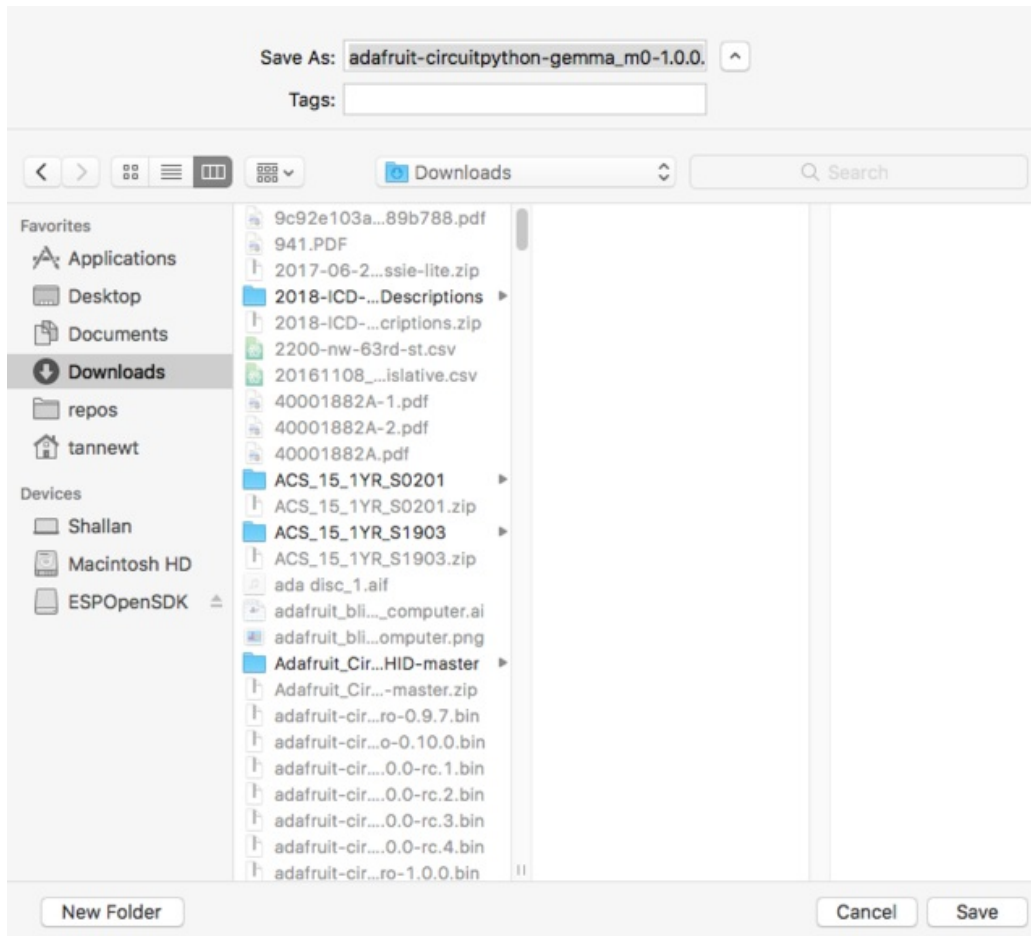 Save As: adafruit-circuitpython-gemma_m0-1.0.0.
Tags:
Downloads
Search
Favorites
Applications
Desktop
Documents
Downloads
repos
tannewt
Devices
Shallan
Macintosh HD
ESPOpenSDK
9c92e103a...89b788.pdf
941.PDF
2017-06-2...ssie-lite.zip
2018-ICD-...Descriptions
2018-ICD-...criptions.zip
2200-nw-63rd-st.csv
20161108_...islative.csv
40001882A-1.pdf
40001882A-2.pdf
40001882A.pdf
ACS_15_1YR_S0201
ACS_15_1YR_S0201.zip
ACS_15_1YR_S1903
ACS_15_1YR_S1903.zip
ada disc_1.aif
adafruit_bli..._computer.ai
adafruit_bli...omputer.png
Adafruit_Cir...HID-master
Adafruit_Cir...-master.zip
adafruit-cir...ro-0.9.7.bin
adafruit-cir...o-0.10.0.bin
adafruit-cir....0.0-rc.1.bin
adafruit-cir....0.0-rc.2.bin
adafruit-cir....0.0-rc.3.bin
adafruit-cir....0.0-rc.4.bin
adafruit-cir...ro-1.0.0.bin
New Folder
Cancel
Save